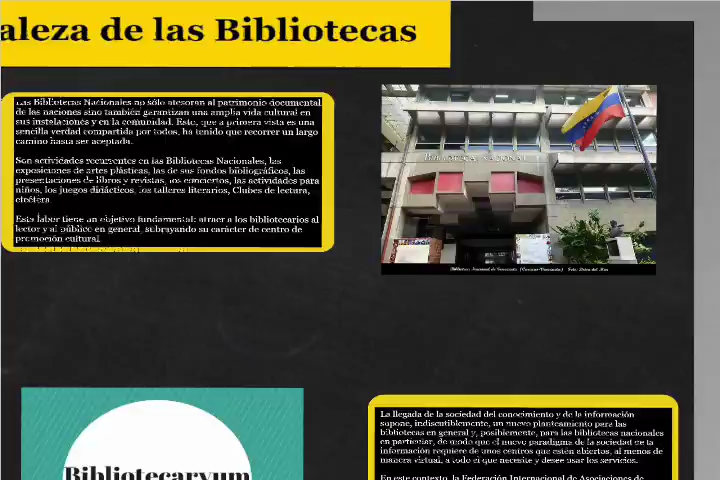 aleza de las Bibliotecas
Las Bibliotecas Nacionales no sólo atesoran al patrimonio documental
de las naciones sino también garantizan una amplia vida cultural en
sus instalaciones y en la comunidad. Esto, que a primera vista es una
sencilla verdad compartida por todos, ha tenido que recorrer un largo
camino hasta ser aceptada.
Son actividades recurrentes en las Bibliotecas Nacionales, las
exposiciones de artes plásticas, las de sus fondos bibliográficos, las
presentaciones de libros y revistas, los conciertos, las actividades para
niños, los juegos didácticos, los talleres literarios, Clubes de lectura,
etcétera.
Esta labor tiene un objetivo fundamental: atraer a los bibliotecarios al
lector y al público en general, subrayando su carácter de centro de
promoción cultural.
BIBLIOTECA NACIONAL
Biblioteca Nacional de Venezuela (Caracas-Venezuela)
La llegada de la sociedad del conocimiento y de la información
supone, indiscutiblemente, un nuevo planteamiento para las
bibliotecas en general y, posiblemente, para las bibliotecas nacionales
en particular, de modo que el nuevo paradigma de la sociedad de la
información requiere de unos centros que estén abiertos, al menos de
manera virtual, a todo el que necesite y desee usar los servicios.
En este contexto, la Federación Internacional de Asociaciones de
Bibliotecaryum